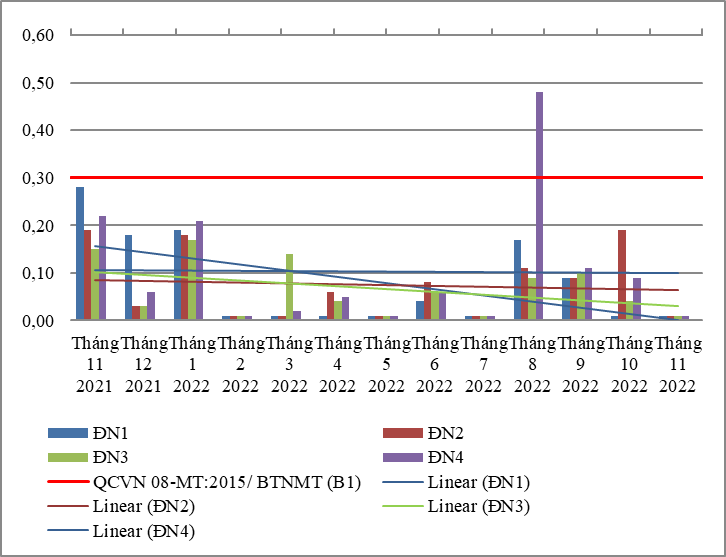 0,60
0,50
0,40
0,30
0,20
0,10
0,00
Tháng Tháng Tháng Tháng Tháng Tháng Tháng Tháng Tháng Tháng Tháng Tháng Tháng
11 12 1 2 3 4 5 6 7 8 9 10 11
2021 2021 2022 2022 2022 2022 2022 2022 2022 2022 2022 2022 2022
ĐN1 ĐN2
ĐN3 ĐN4
QCVN 08-MT:2015/ BTNMT (B1) Linear (ĐN1)
Linear (ĐN2) Linear (ĐN3)
Linear (ĐN4)